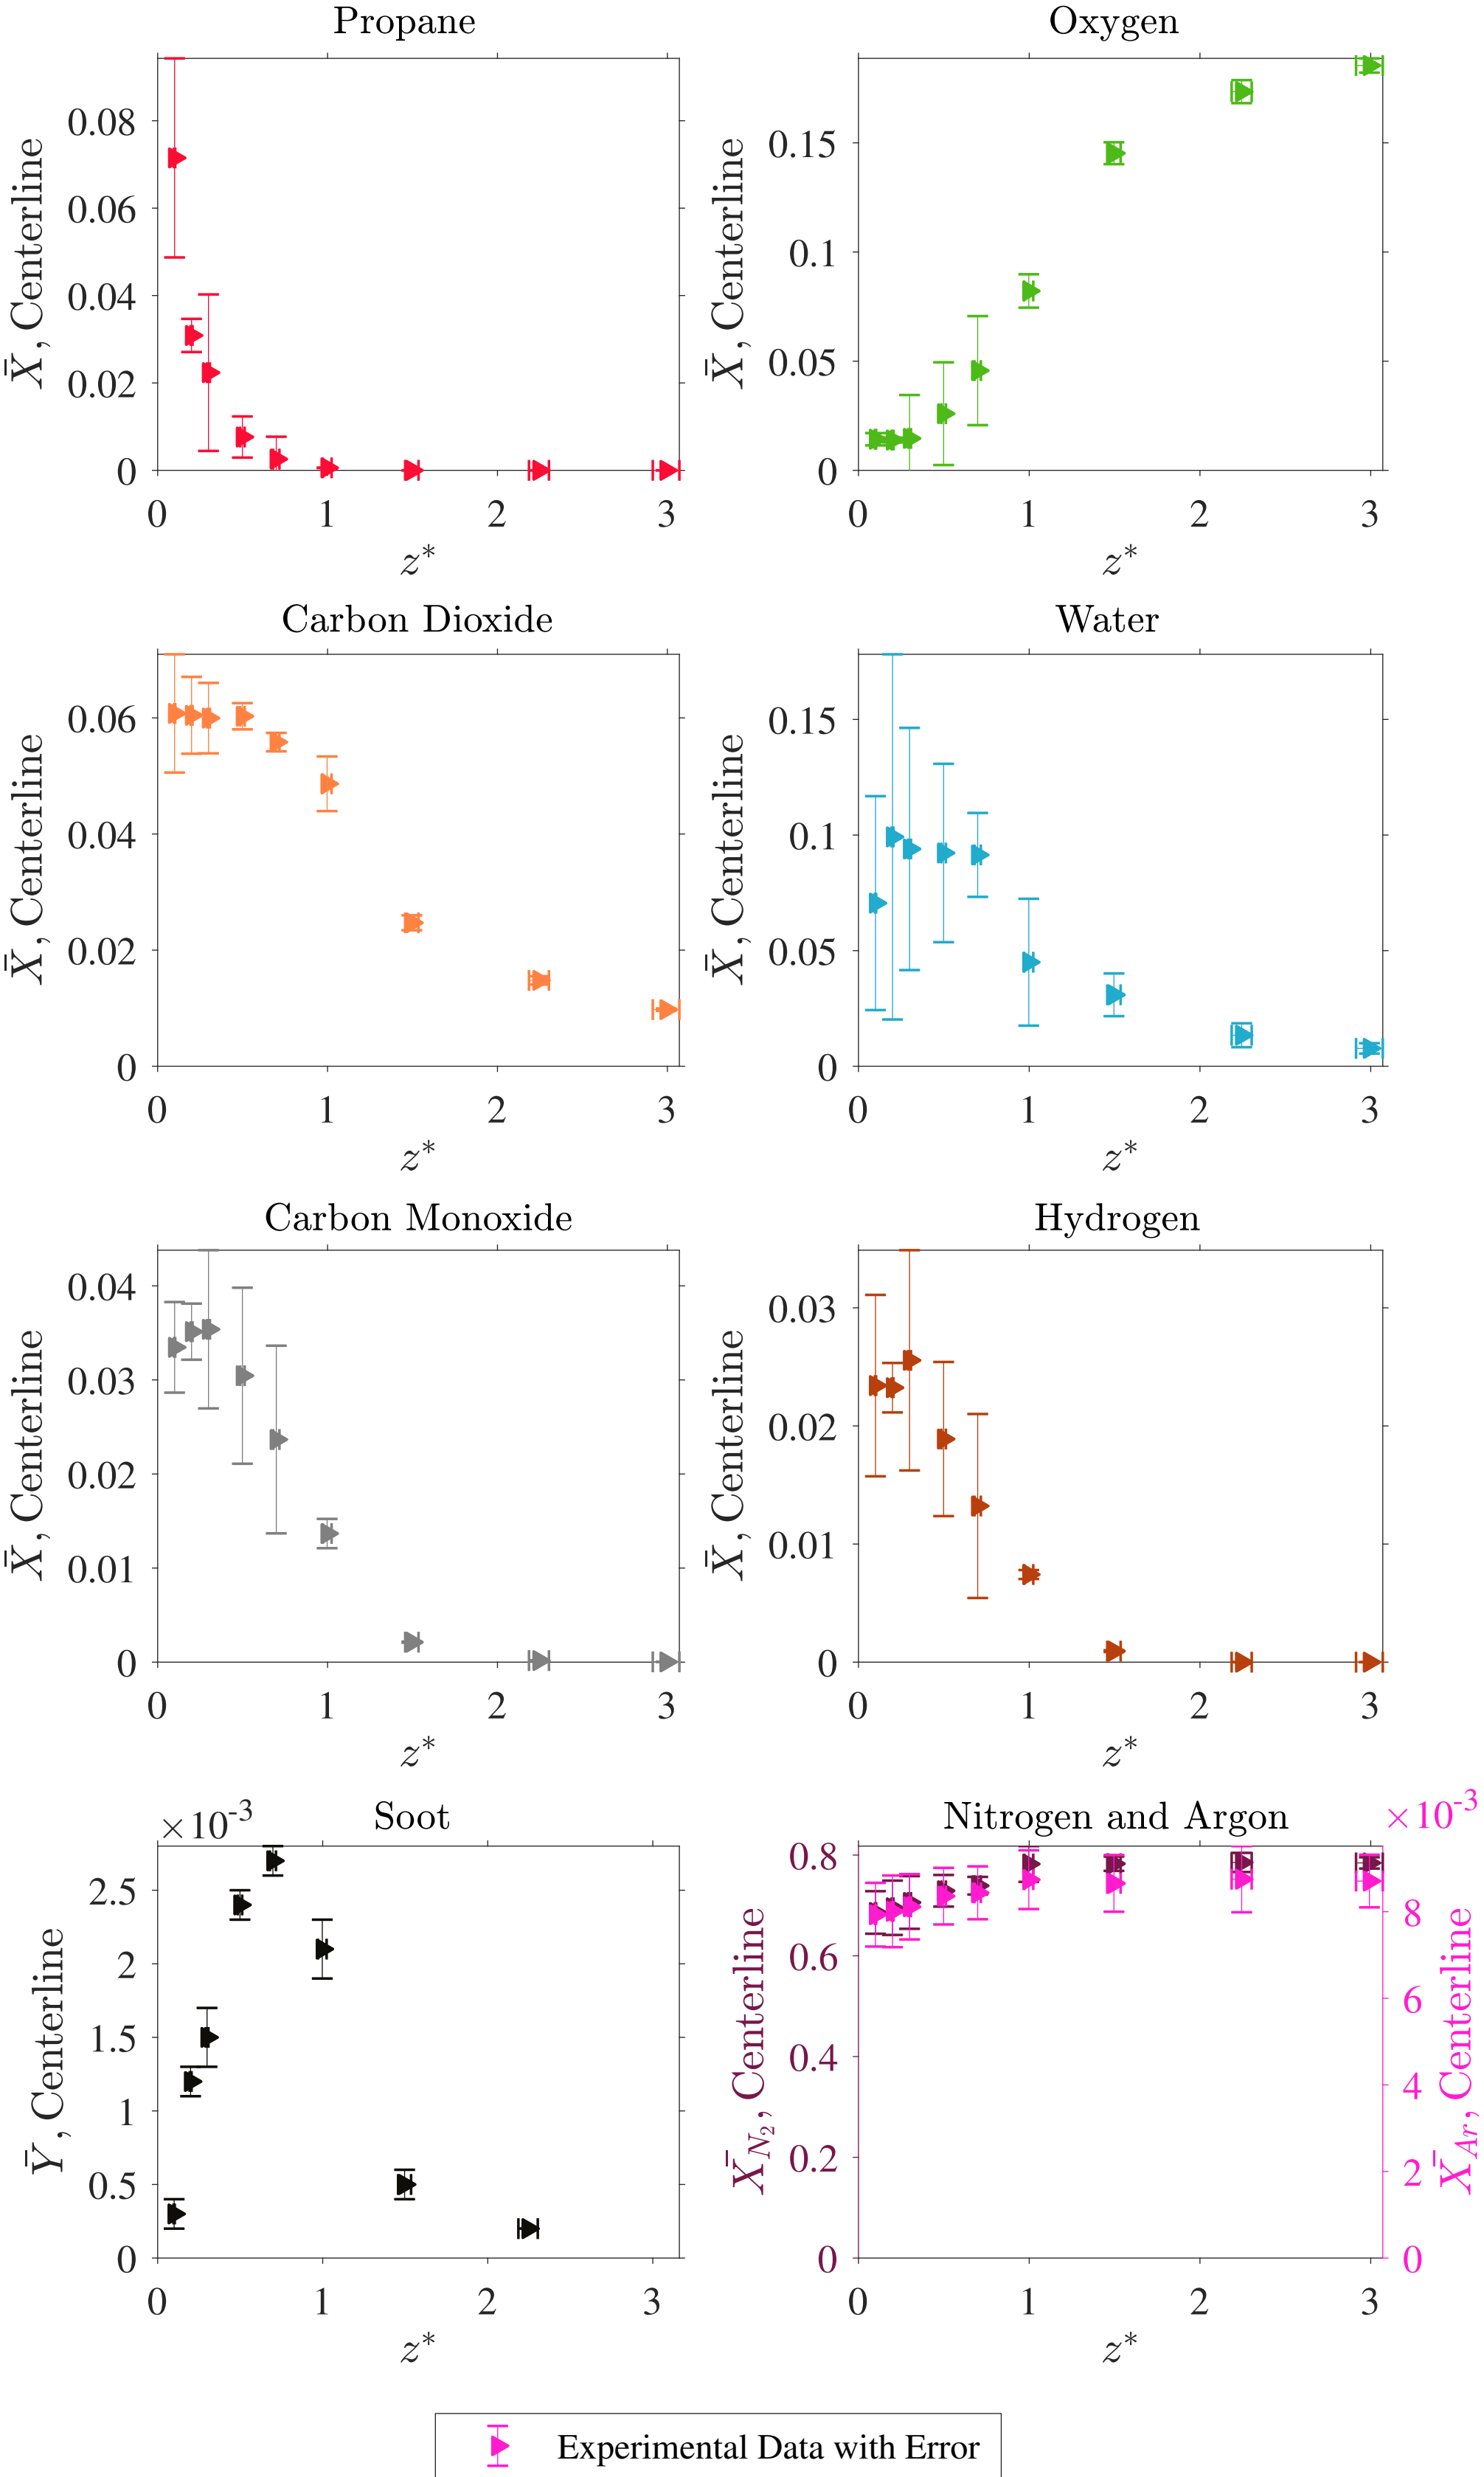 Propane
0.08
0.06
0.04
0.02
0
X̄, Centerline
0 1 2 3
z*
Oxygen
0.15
0.1
0.05
0
X̄, Centerline
0 1 2 3
z*
Carbon Dioxide
0.06
0.04
0.02
0
X̄, Centerline
0 1 2 3
z*
Water
0.15
0.1
0.05
0
X̄, Centerline
0 1 2 3
z*
Carbon Monoxide
0.04
0.03
0.02
0.01
0
X̄, Centerline
0 1 2 3
z*
Hydrogen
0.03
0.02
0.01
0
X̄, Centerline
0 1 2 3
z*
Soot
×10⁻³
2.5
2
1.5
1
0.5
0
Ȳ, Centerline
0 1 2 3
z*
Nitrogen and Argon
0.8
0.6
0.4
0.2
0
X̄_{N₂}, Centerline
×10⁻³
8
6
4
2
0
X̄_{Ar}, Centerline
0 1 2 3
z*
Experimental Data with Error